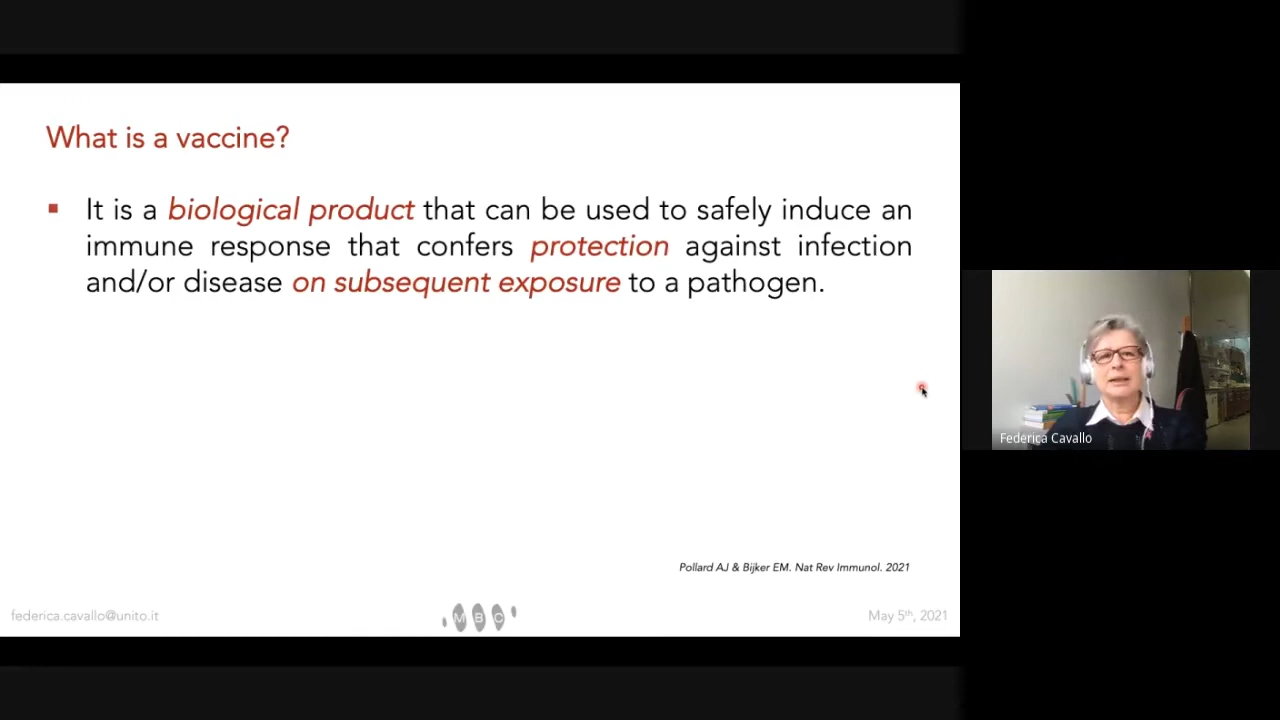 What is a vaccine?
▪ It is a biological product that can be used to safely induce an
immune response that confers protection against infection
and/or disease on subsequent exposure to a pathogen.
Pollard AJ & Bijker EM. Nat Rev Immunol. 2021
federica.cavallo@unito.it
MBC
May 5th, 2021
Federica Cavallo